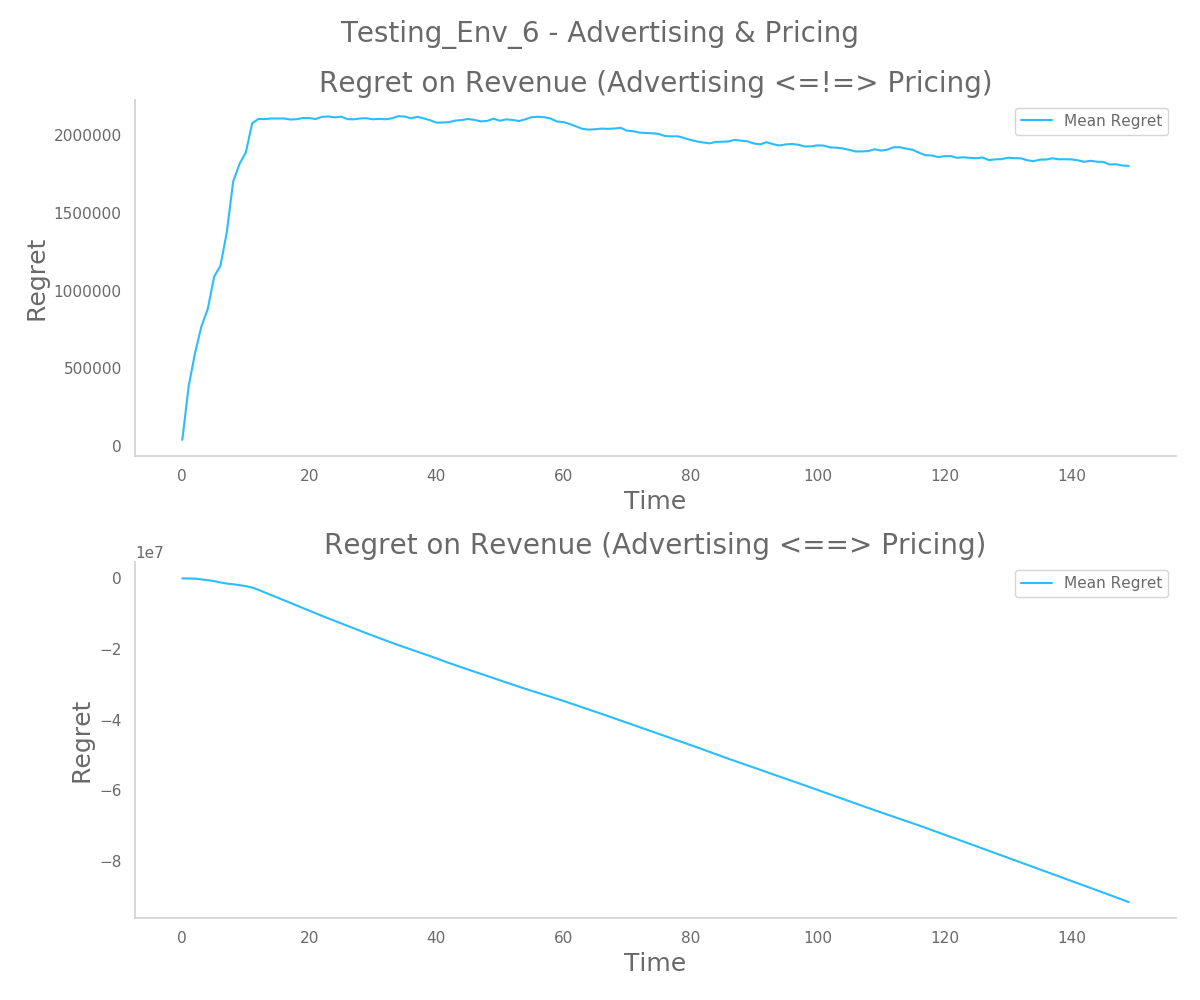 Testing_Env_6 - Advertising & Pricing
Regret on Revenue (Advertising <=!=> Pricing)
Mean Regret
2000000
1500000
1000000
500000
0
Regret
0 20 40 60 80 100 120 140
Time
Regret on Revenue (Advertising <==> Pricing)
1e7
Mean Regret
0
−2
−4
−6
−8
Regret
0 20 40 60 80 100 120 140
Time